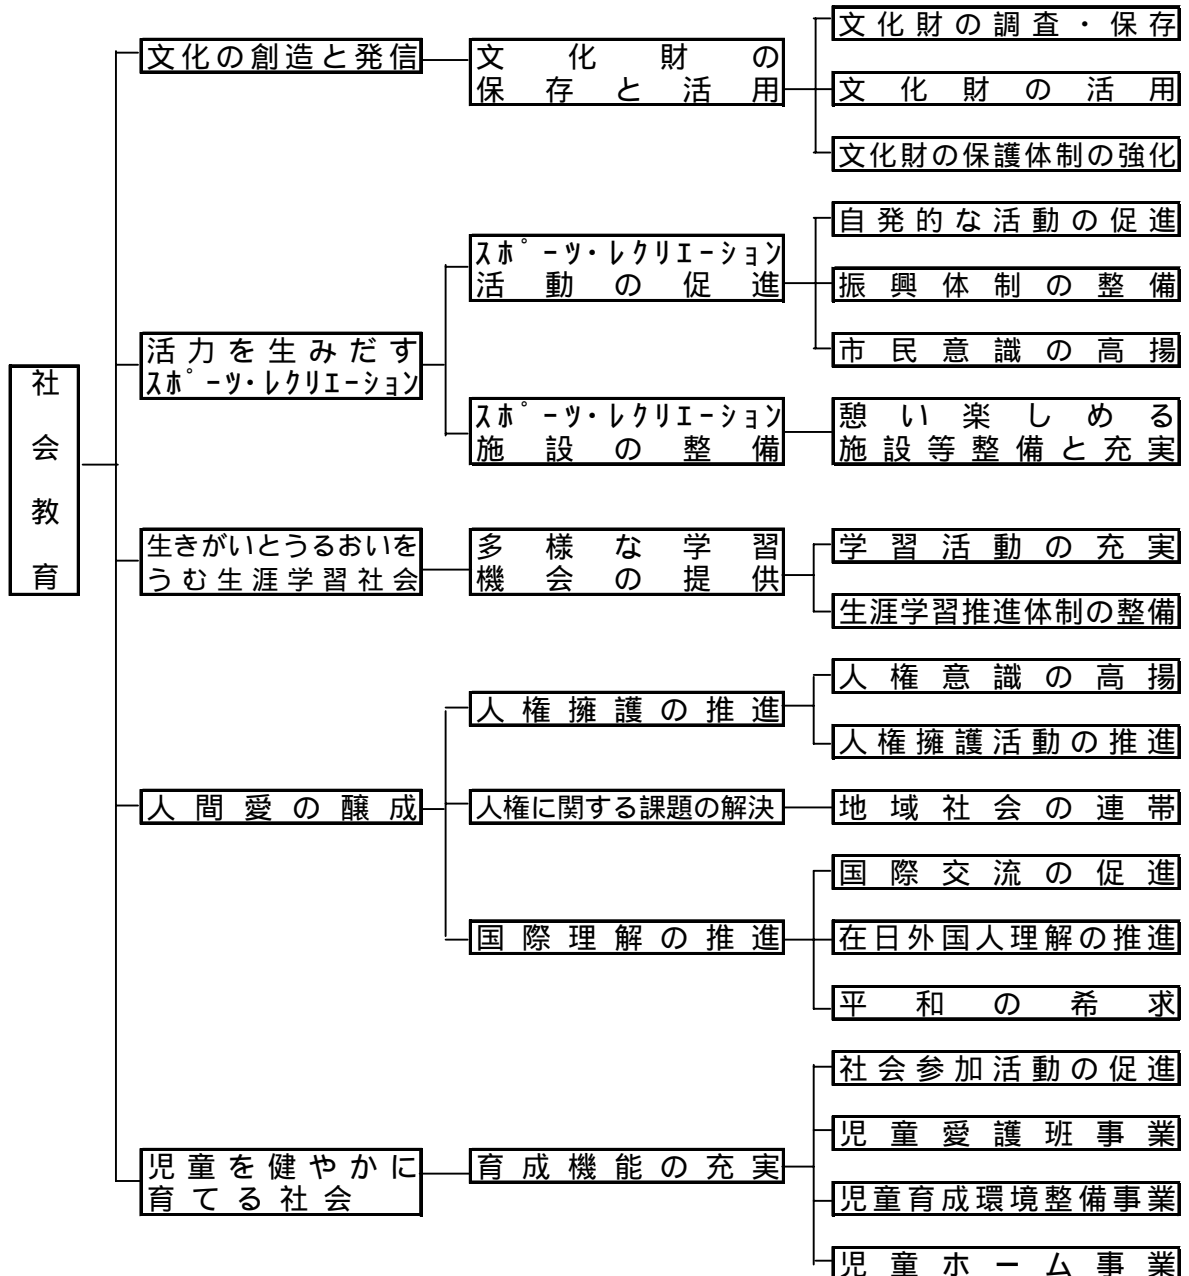 社会教育
文化の創造と発信
文化財の
保存と活用
文化財の調査・保存
文化財の活用
文化財の保護体制の強化
活力を生みだす
スポーツ・レクリエーション
スポーツ・レクリエーション
活動の促進
自発的な活動の促進
振興体制の整備
市民意識の高揚
スポーツ・レクリエーション
施設の整備
憩い楽しめる
施設等整備と充実
生きがいとうるおいを
うむ生涯学習社会
多様な学習
機会の提供
学習活動の充実
生涯学習推進体制の整備
人間愛の醸成
人権擁護の推進
人権意識の高揚
人権擁護活動の推進
人権に関する課題の解決
地域社会の連帯
国際理解の推進
国際交流の促進
在日外国人理解の推進
平和の希求
児童を健やかに
育てる社会
育成機能の充実
社会参加活動の促進
児童愛護班事業
児童育成環境整備事業
児童ホーム事業